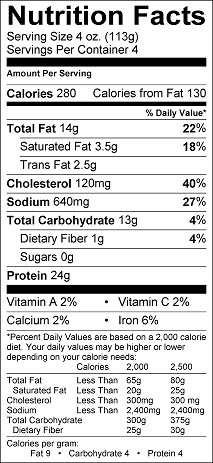 Nutrition Facts
Serving Size 4 oz. (113g)
Servings Per Container 4
Amount Per Serving
Calories 280 Calories from Fat 130
% Daily Value*
Total Fat 14g 22%
Saturated Fat 3.5g 18%
Trans Fat 2.5g
Cholesterol 120mg 40%
Sodium 640mg 27%
Total Carbohydrate 13g 4%
Dietary Fiber 1g 4%
Sugars 0g
Protein 24g
Vitamin A 2% • Vitamin C 2%
Calcium 2% • Iron 6%
*Percent Daily Values are based on a 2,000 calorie
diet. Your daily values may be higher or lower
depending on your calorie needs:
Calories 2,000 2,500
Total Fat Less Than 65g 80g
Saturated Fat Less Than 20g 25g
Cholesterol Less Than 300mg 300 mg
Sodium Less Than 2,400mg 2,400mg
Total Carbohydrate 300g 375g
Dietary Fiber 25g 30g
Calories per gram:
Fat 9 • Carbohydrate 4 • Protein 4